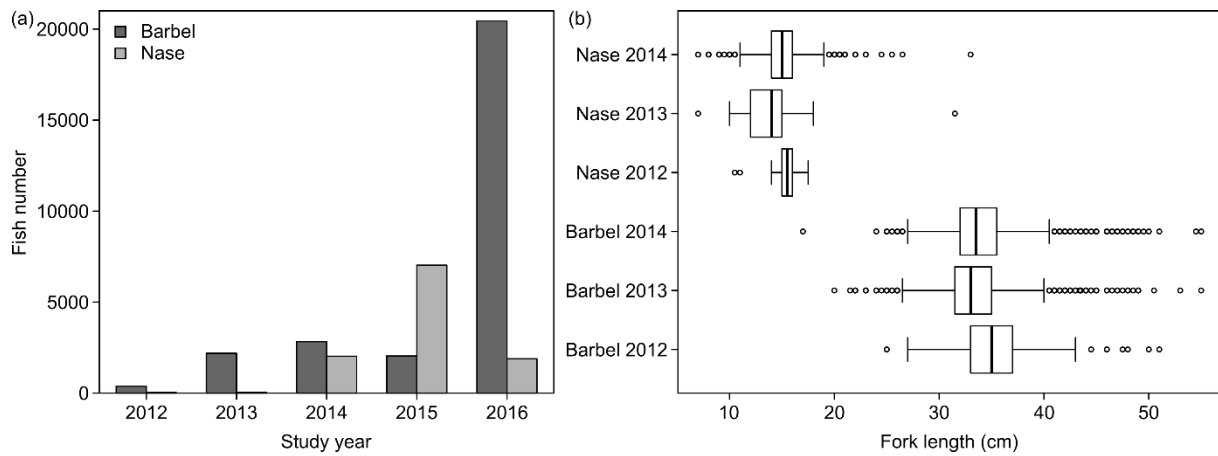 (a)
Barbel
Nase
20000
15000
10000
5000
0
Fish number
2012 2013 2014 2015 2016
Study year
(b)
Nase 2014
Nase 2013
Nase 2012
Barbel 2014
Barbel 2013
Barbel 2012
10 20 30 40 50
Fork length (cm)